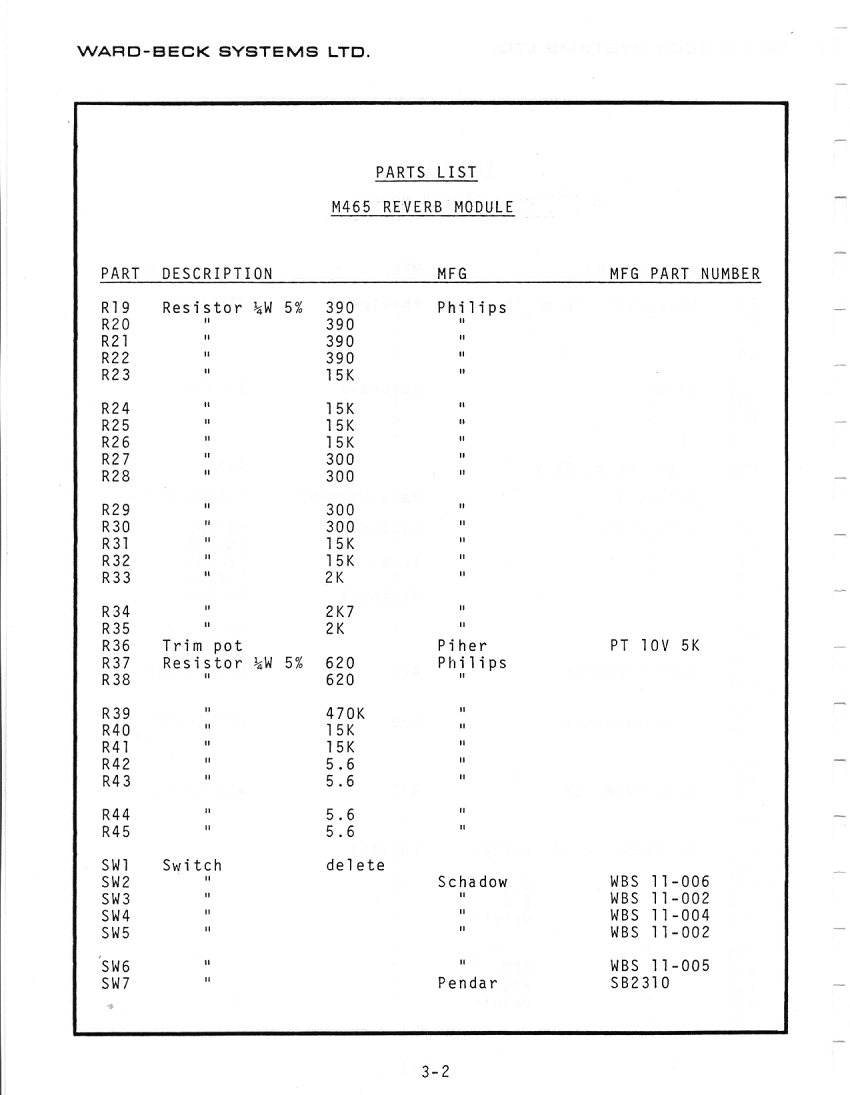 WARD-BECK SYSTEMS LTD.
PARTS LIST
M465 REVERB MODULE
PART DESCRIPTION MFG MFG PART NUMBER
R19 Resistor ¼W 5% 390 Philips
R20 " 390 "
R21 " 390 "
R22 " 390 "
R23 " 15K "
R24 " 15K "
R25 " 15K "
R26 " 15K "
R27 " 300 "
R28 " 300 "
R29 " 300 "
R30 " 300 "
R31 " 15K "
R32 " 15K "
R33 " 2K "
R34 " 2K7 "
R35 " 2K "
R36 Trim pot Piher PT 10V 5K
R37 Resistor ¼W 5% 620 Philips
R38 " 620 "
R39 " 470K "
R40 " 15K "
R41 " 15K "
R42 " 5.6 "
R43 " 5.6 "
R44 " 5.6 "
R45 " 5.6 "
SW1 Switch delete
SW2 " Schadow WBS 11-006
SW3 " " WBS 11-002
SW4 " " WBS 11-004
SW5 " " WBS 11-002
SW6 " " WBS 11-005
SW7 " Pendar SB2310
3-2